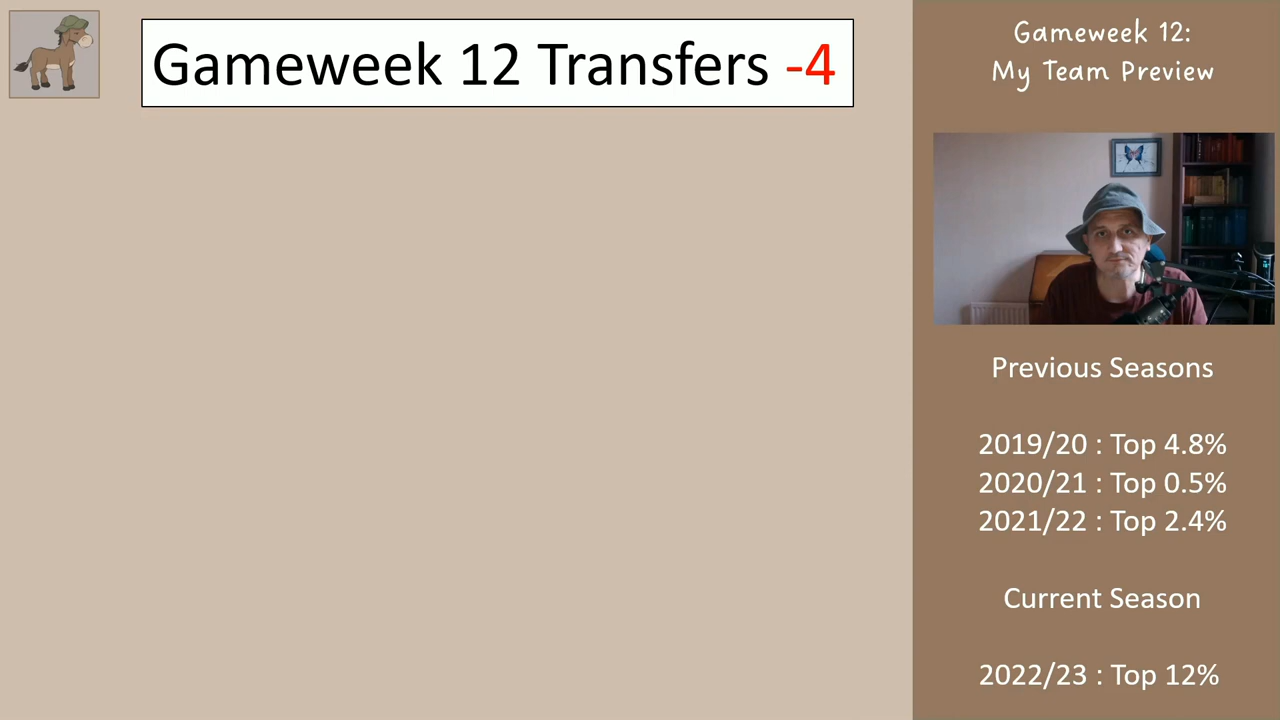 Gameweek 12 Transfers -4
Gameweek 12:
My Team Preview
Previous Seasons
2019/20 : Top 4.8%
2020/21 : Top 0.5%
2021/22 : Top 2.4%
Current Season
2022/23 : Top 12%